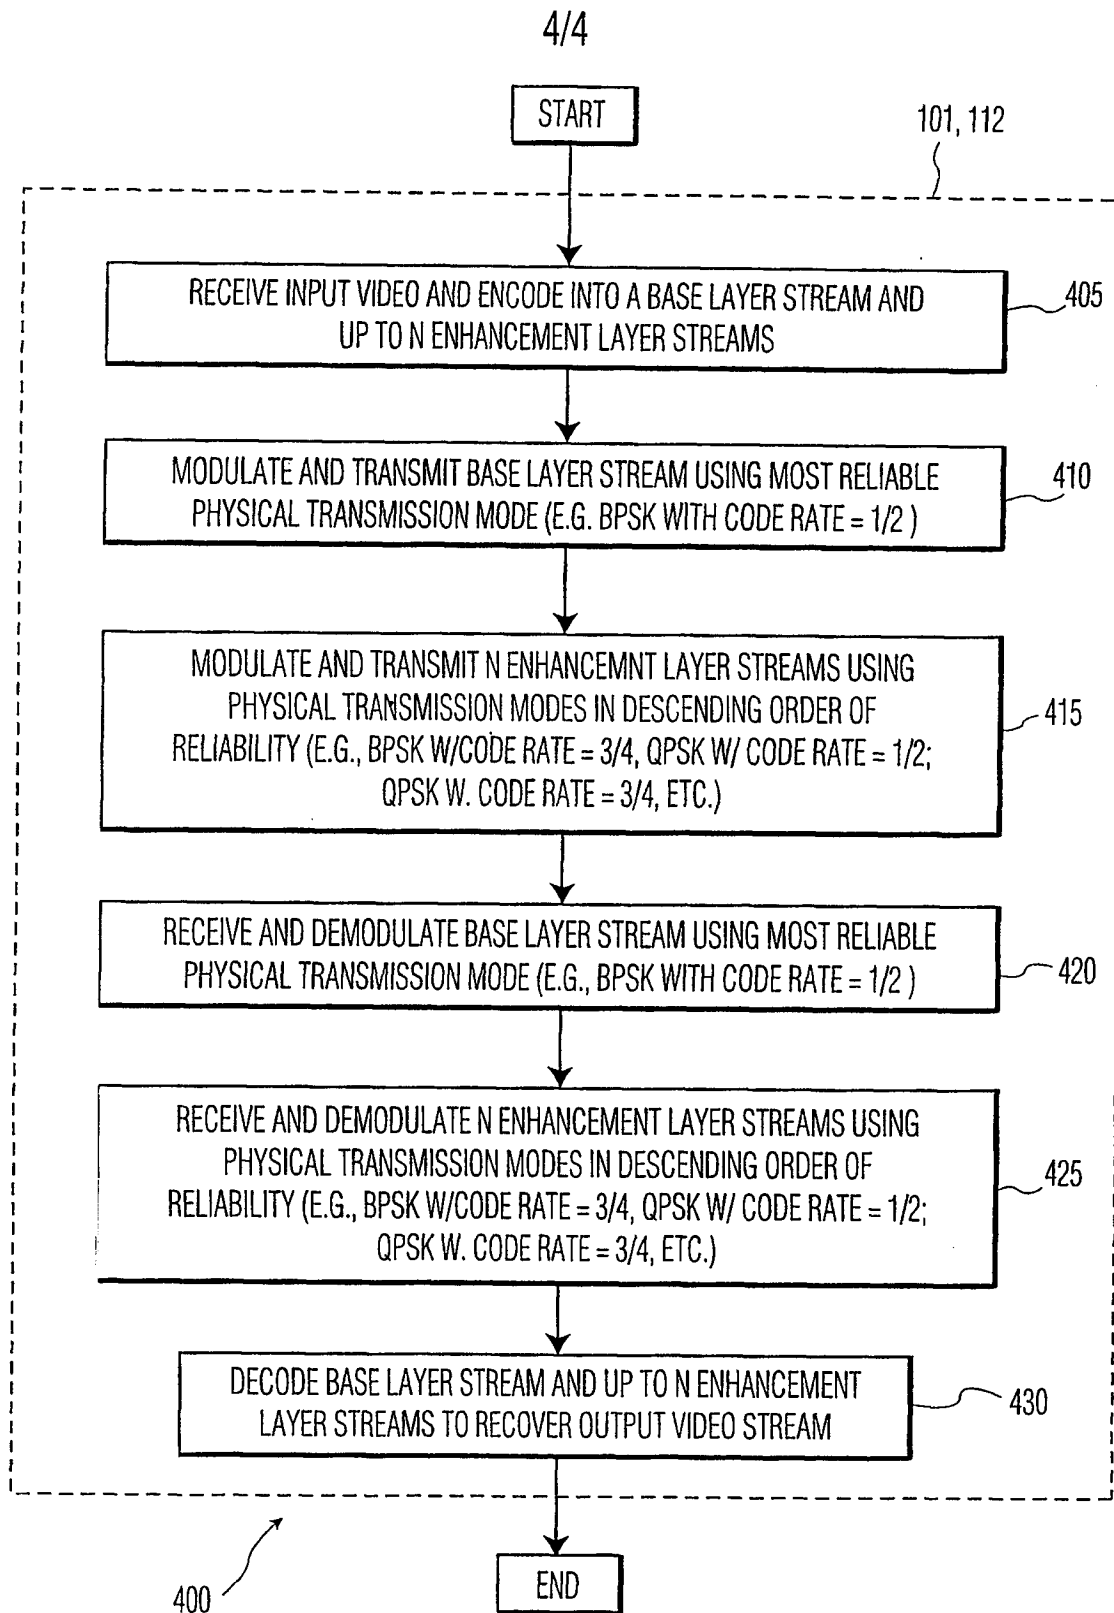 4/4
START
101, 112
RECEIVE INPUT VIDEO AND ENCODE INTO A BASE LAYER STREAM AND
UP TO N ENHANCEMENT LAYER STREAMS
405
MODULATE AND TRANSMIT BASE LAYER STREAM USING MOST RELIABLE
PHYSICAL TRANSMISSION MODE (E.G. BPSK WITH CODE RATE = 1/2 )
410
MODULATE AND TRANSMIT N ENHANCEMNT LAYER STREAMS USING
PHYSICAL TRANSMISSION MODES IN DESCENDING ORDER OF
RELIABILITY (E.G., BPSK W/CODE RATE = 3/4, QPSK W/ CODE RATE = 1/2;
QPSK W. CODE RATE = 3/4, ETC.)
415
RECEIVE AND DEMODULATE BASE LAYER STREAM USING MOST RELIABLE
PHYSICAL TRANSMISSION MODE (E.G., BPSK WITH CODE RATE = 1/2 )
420
RECEIVE AND DEMODULATE N ENHANCEMENT LAYER STREAMS USING
PHYSICAL TRANSMISSION MODES IN DESCENDING ORDER OF
RELIABILITY (E.G., BPSK W/CODE RATE = 3/4, QPSK W/ CODE RATE = 1/2;
QPSK W. CODE RATE = 3/4, ETC.)
425
DECODE BASE LAYER STREAM AND UP TO N ENHANCEMENT
LAYER STREAMS TO RECOVER OUTPUT VIDEO STREAM
430
400
END